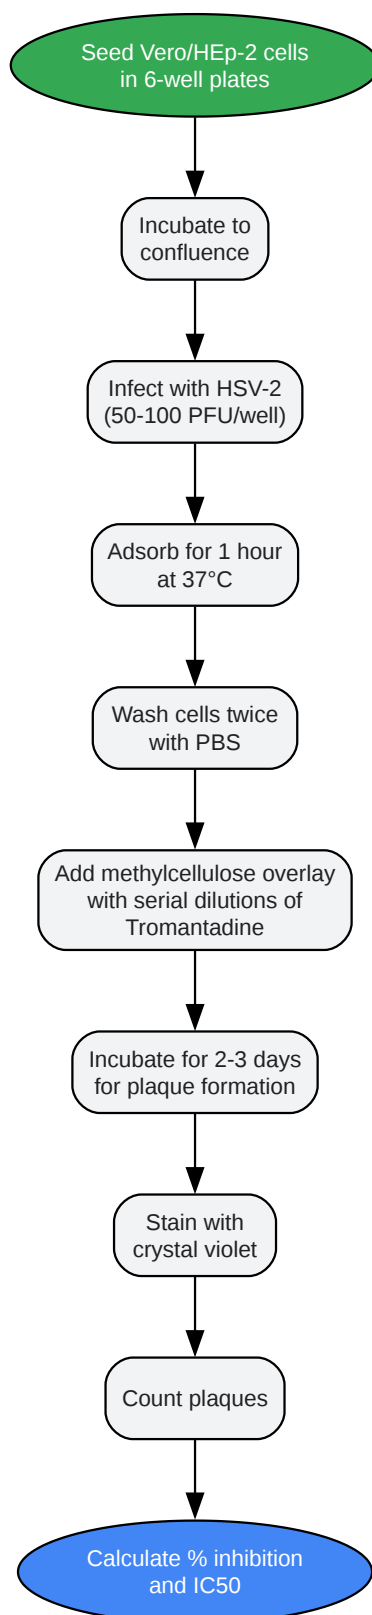 Seed Vero/HEp-2 cells
in 6-well plates
Incubate to
confluence
Infect with HSV-2
(50-100 PFU/well)
Adsorb for 1 hour
at 37°C
Wash cells twice
with PBS
Add methylcellulose overlay
with serial dilutions of
Tromantadine
Incubate for 2-3 days
for plaque formation
Stain with
crystal violet
Count plaques
Calculate % inhibition
and IC50